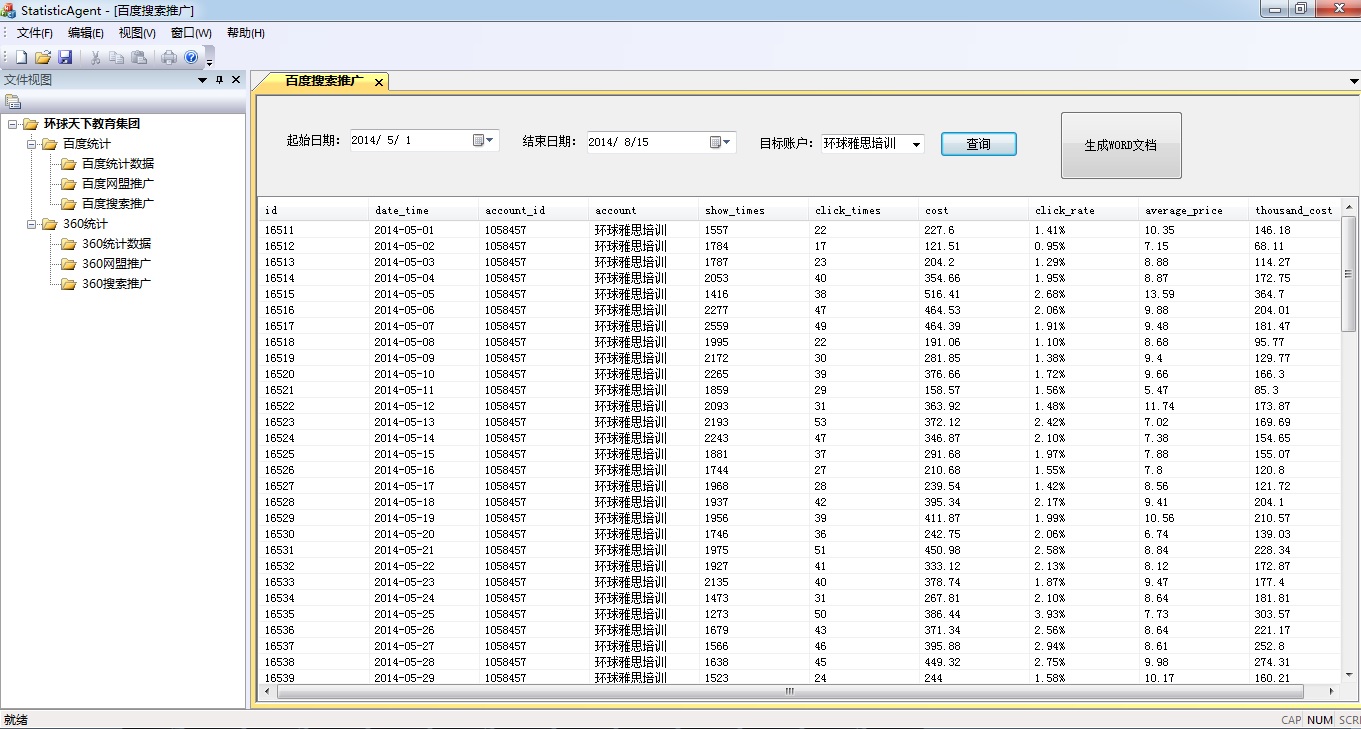 StatisticAgent - [百度搜索推广]
文件(F) 编辑(E) 视图(V) 窗口(W) 帮助(H)
文件视图
环球天下教育集团
百度统计
百度统计数据
百度网盟推广
百度搜索推广
360统计
360统计数据
360网盟推广
360搜索推广
百度搜索推广
起始日期: 2014/ 5/ 1 结束日期: 2014/ 8/15 目标账户: 环球雅思培训 查询 生成WORD文档
id date_time account_id account show_times click_times cost click_rate average_price thousand_cost
16511 2014-05-01 1058457 环球雅思培训 1557 22 227.6 1.41% 10.35 146.18
16512 2014-05-02 1058457 环球雅思培训 1784 17 121.51 0.95% 7.15 68.11
16513 2014-05-03 1058457 环球雅思培训 1787 23 204.2 1.29% 8.88 114.27
16514 2014-05-04 1058457 环球雅思培训 2053 40 354.66 1.95% 8.87 172.75
16515 2014-05-05 1058457 环球雅思培训 1416 38 516.41 2.68% 13.59 364.7
16516 2014-05-06 1058457 环球雅思培训 2277 47 464.53 2.06% 9.88 204.01
16517 2014-05-07 1058457 环球雅思培训 2559 49 464.39 1.91% 9.48 181.47
16518 2014-05-08 1058457 环球雅思培训 1995 22 191.06 1.10% 8.68 95.77
16519 2014-05-09 1058457 环球雅思培训 2172 30 281.85 1.38% 9.4 129.77
16520 2014-05-10 1058457 环球雅思培训 2265 39 376.66 1.72% 9.66 166.3
16521 2014-05-11 1058457 环球雅思培训 1859 29 158.57 1.56% 5.47 85.3
16522 2014-05-12 1058457 环球雅思培训 2093 31 363.92 1.48% 11.74 173.87
16523 2014-05-13 1058457 环球雅思培训 2193 53 372.12 2.42% 7.02 169.69
16524 2014-05-14 1058457 环球雅思培训 2243 47 346.87 2.10% 7.38 154.65
16525 2014-05-15 1058457 环球雅思培训 1881 37 291.68 1.97% 7.88 155.07
16526 2014-05-16 1058457 环球雅思培训 1744 27 210.68 1.55% 7.8 120.8
16527 2014-05-17 1058457 环球雅思培训 1968 28 239.54 1.42% 8.56 121.72
16528 2014-05-18 1058457 环球雅思培训 1937 42 395.34 2.17% 9.41 204.1
16529 2014-05-19 1058457 环球雅思培训 1956 39 411.87 1.99% 10.56 210.57
16530 2014-05-20 1058457 环球雅思培训 1746 36 242.75 2.06% 6.74 139.03
16531 2014-05-21 1058457 环球雅思培训 1975 51 450.98 2.58% 8.84 228.34
16532 2014-05-22 1058457 环球雅思培训 1927 41 333.12 2.13% 8.12 172.87
16533 2014-05-23 1058457 环球雅思培训 2135 40 378.74 1.87% 9.47 177.4
16534 2014-05-24 1058457 环球雅思培训 1473 31 267.81 2.10% 8.64 181.81
16535 2014-05-25 1058457 环球雅思培训 1273 50 386.44 3.93% 7.73 303.57
16536 2014-05-26 1058457 环球雅思培训 1679 43 371.34 2.56% 8.64 221.17
16537 2014-05-27 1058457 环球雅思培训 1566 46 395.88 2.94% 8.61 252.8
16538 2014-05-28 1058457 环球雅思培训 1638 45 449.32 2.75% 9.98 274.31
16539 2014-05-29 1058457 环球雅思培训 1523 24 244 1.58% 10.17 160.21
就绪 CAP NUM SCRL